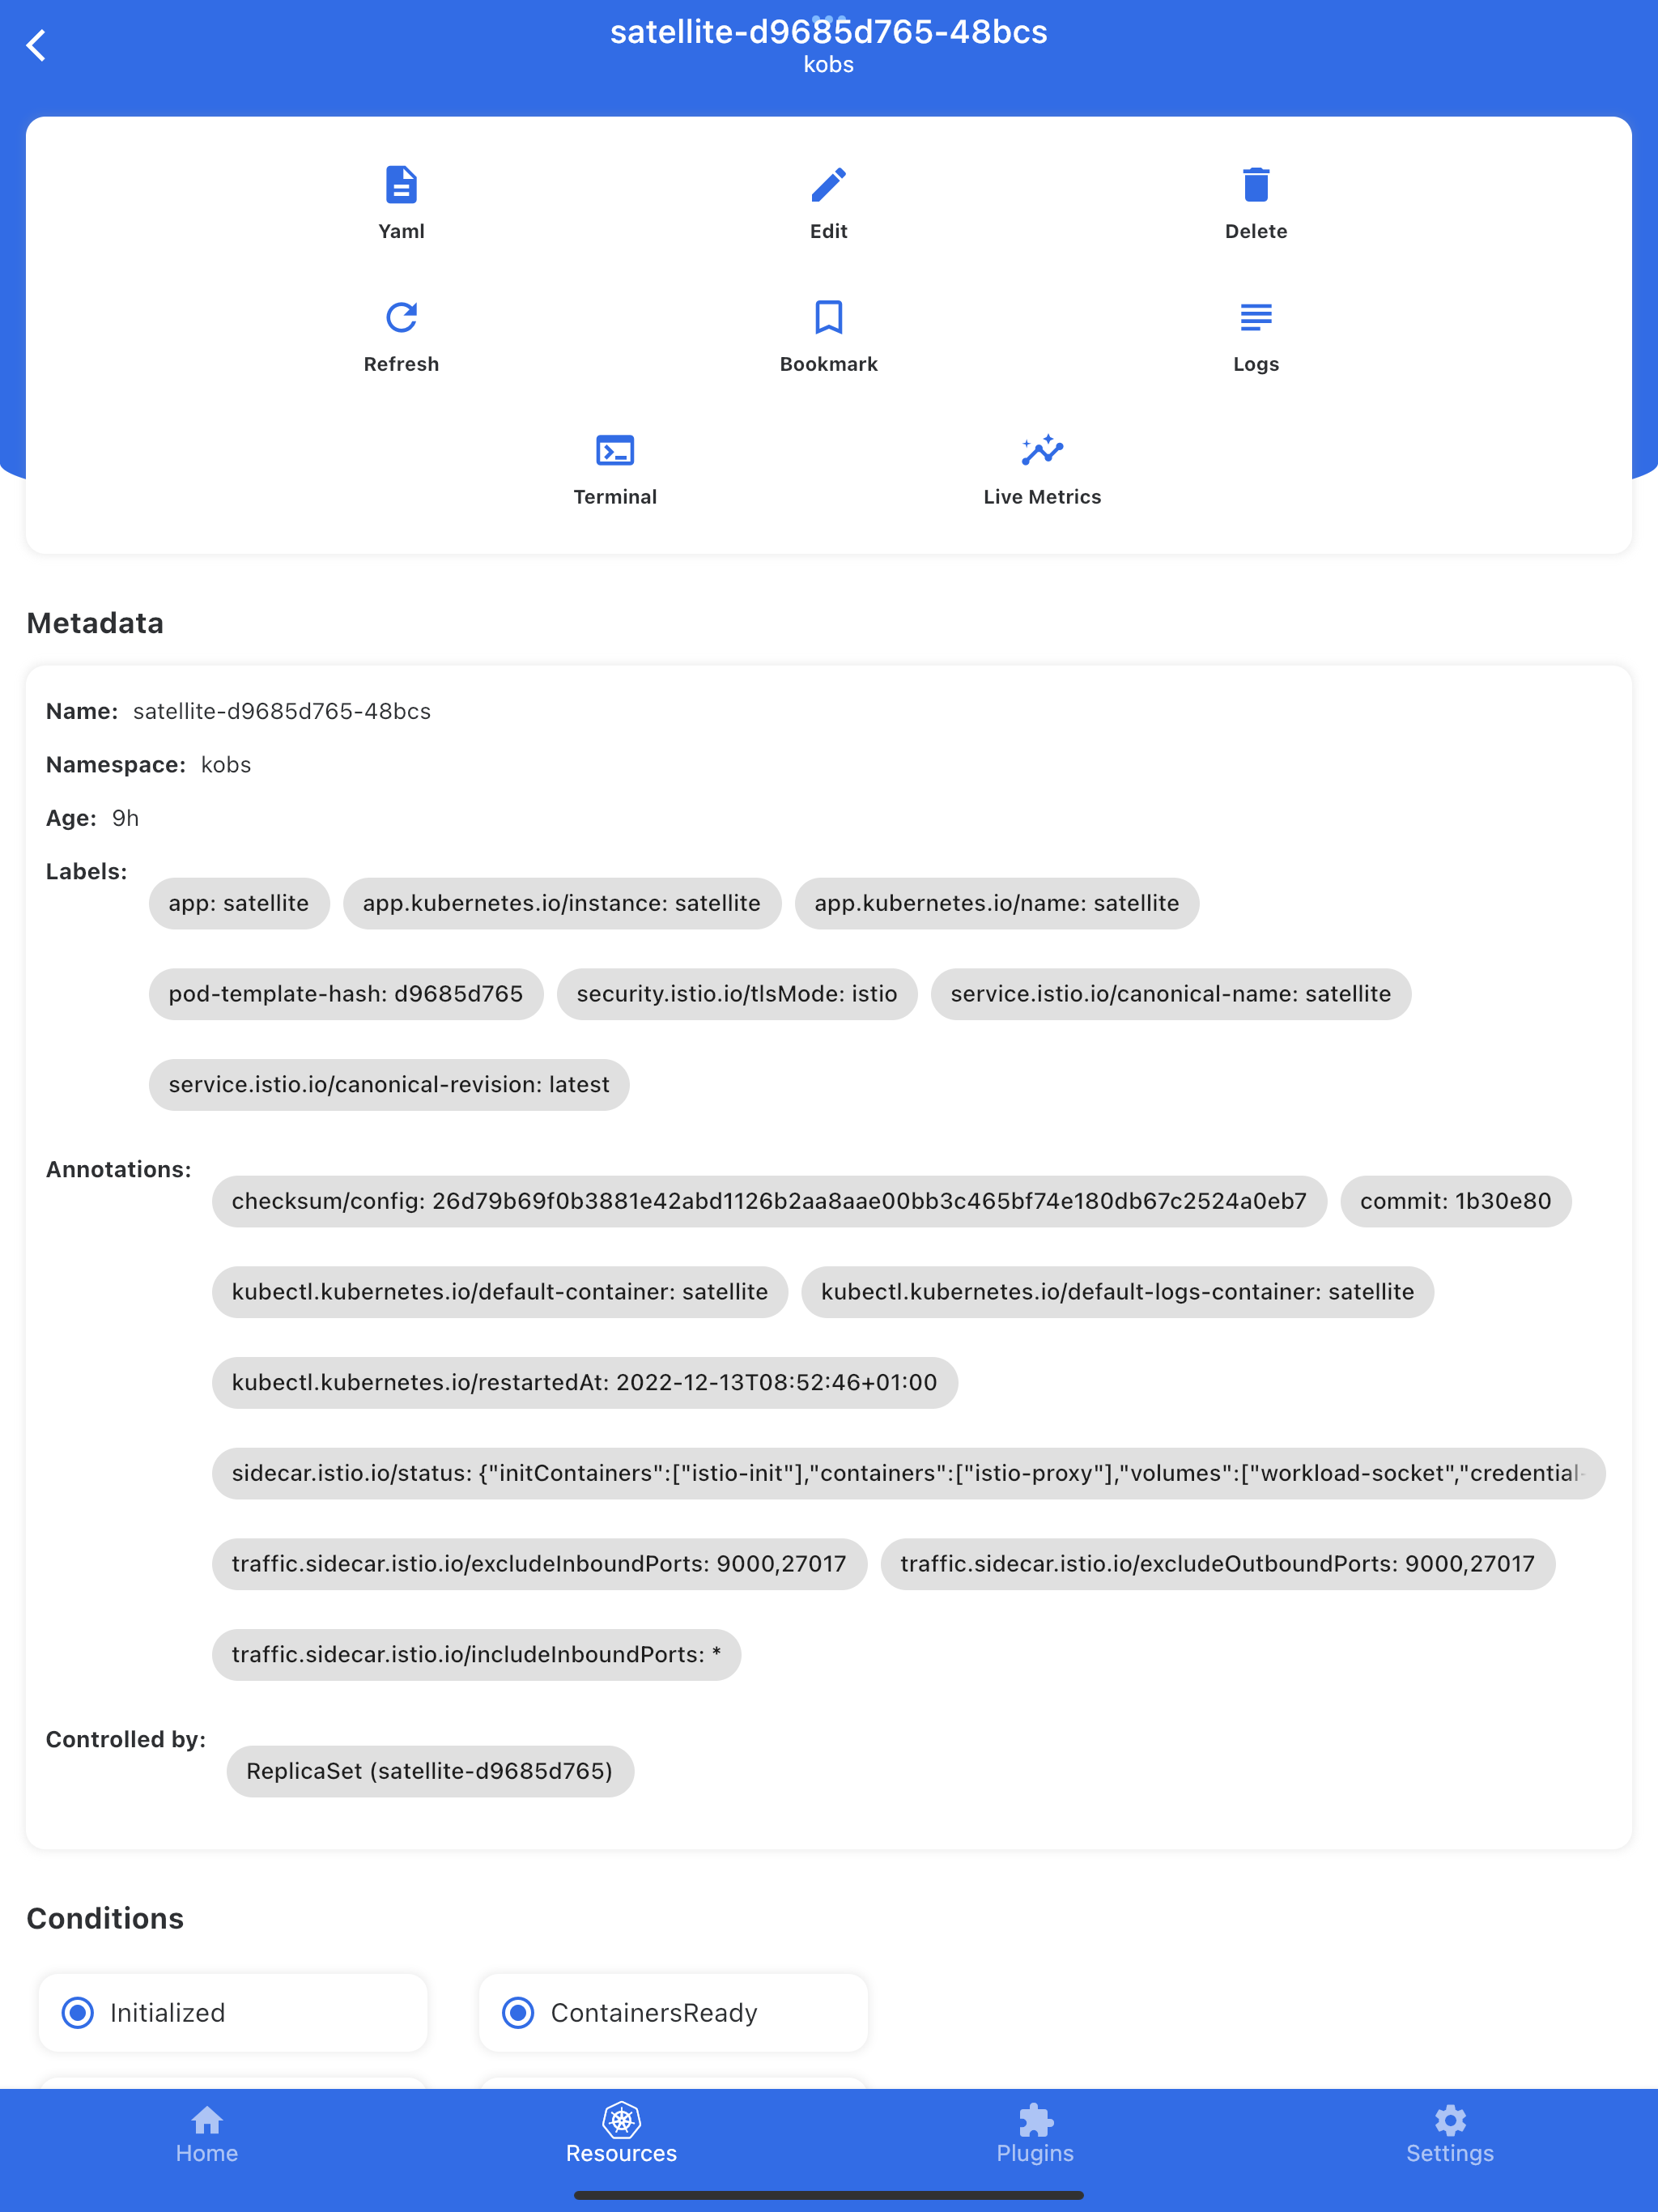 satellite-d9685d765-48bcs
kobs
Yaml
Edit
Delete
Refresh
Bookmark
Logs
Terminal
Live Metrics
Metadata
Name: satellite-d9685d765-48bcs
Namespace: kobs
Age: 9h
Labels:
app: satellite
app.kubernetes.io/instance: satellite
app.kubernetes.io/name: satellite
pod-template-hash: d9685d765
security.istio.io/tlsMode: istio
service.istio.io/canonical-name: satellite
service.istio.io/canonical-revision: latest
Annotations:
checksum/config: 26d79b69f0b3881e42abd1126b2aa8aae00bb3c465bf74e180db67c2524a0eb7
commit: 1b30e80
kubectl.kubernetes.io/default-container: satellite
kubectl.kubernetes.io/default-logs-container: satellite
kubectl.kubernetes.io/restartedAt: 2022-12-13T08:52:46+01:00
sidecar.istio.io/status: {"initContainers":["istio-init"],"containers":["istio-proxy"],"volumes":["workload-socket","credential-
traffic.sidecar.istio.io/excludeInboundPorts: 9000,27017
traffic.sidecar.istio.io/excludeOutboundPorts: 9000,27017
traffic.sidecar.istio.io/includeInboundPorts: *
Controlled by:
ReplicaSet (satellite-d9685d765)
Conditions
Initialized
ContainersReady
Home
Resources
Plugins
Settings